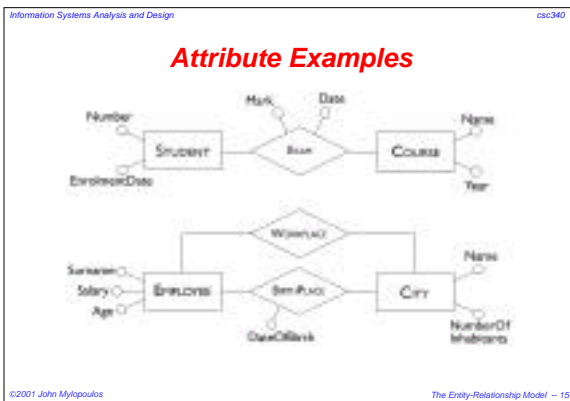 Information Systems Analysis and Design
csc340
Attribute Examples
Mark
Date
Number
Name
STUDENT
EXAM
COURSE
EnrolmentDate
Year
WORKPLACE
Surname
Name
Salary
EMPLOYEE
BIRTHPLACE
CITY
Age
DateOfBirth
NumberOf
Inhabitants
©2001 John Mylopoulos
The Entity-Relationship Model -- 15